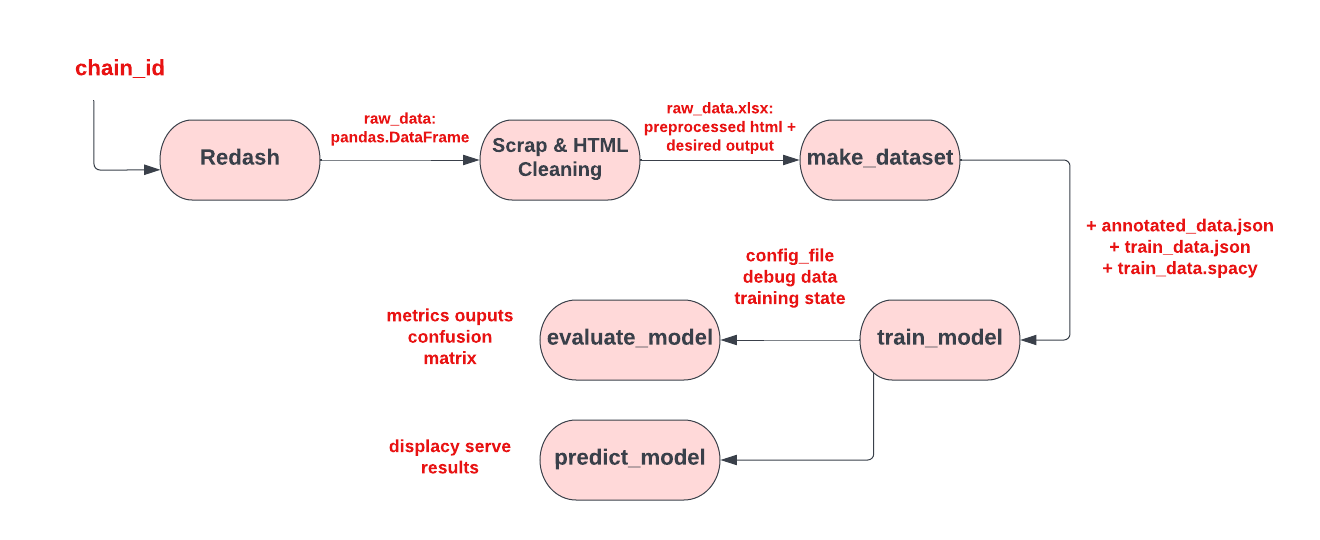 chain_id
Redash
raw_data:
pandas.DataFrame
Scrap & HTML
Cleaning
raw_data.xlsx:
preprocessed html +
desired output
make_dataset
+ annotated_data.json
+ train_data.json
+ train_data.spacy
train_model
config_file
debug data
training state
evaluate_model
metrics ouputs
confusion
matrix
predict_model
displacy serve
results